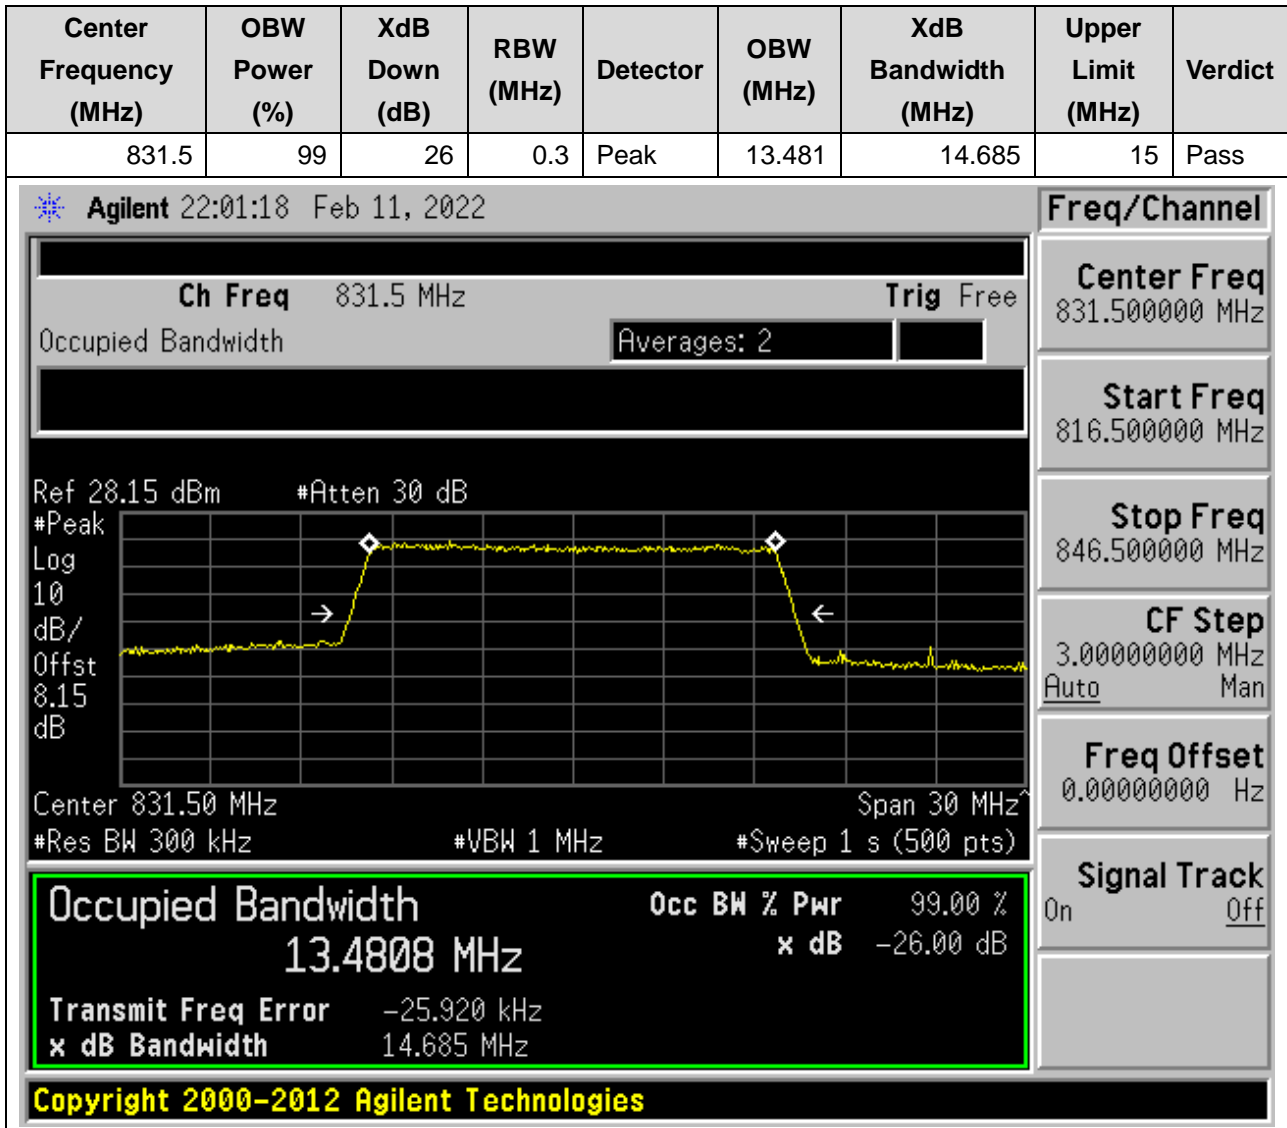 Center Frequency (MHz) OBW Power (%) XdB Down (dB) RBW (MHz) Detector OBW (MHz) XdB Bandwidth (MHz) Upper Limit (MHz) Verdict
831.5 99 26 0.3 Peak 13.481 14.685 15 Pass
Agilent 22:01:18 Feb 11, 2022
Freq/Channel
Ch Freq 831.5 MHz Trig Free
Occupied Bandwidth Averages: 2
Center Freq
831.500000 MHz
Start Freq
816.500000 MHz
Stop Freq
846.500000 MHz
CF Step
3.00000000 MHz
Auto Man
Freq Offset
0.00000000 Hz
Signal Track
On Off
Ref 28.15 dBm #Atten 30 dB
#Peak
Log
10
dB/
Offst
8.15
dB
Center 831.50 MHz Span 30 MHz^
#Res BW 300 kHz #VBW 1 MHz #Sweep 1 s (500 pts)
Occupied Bandwidth Occ BW % Pwr 99.00 %
13.4808 MHz x dB -26.00 dB
Transmit Freq Error -25.920 kHz
x dB Bandwidth 14.685 MHz
Copyright 2000-2012 Agilent Technologies